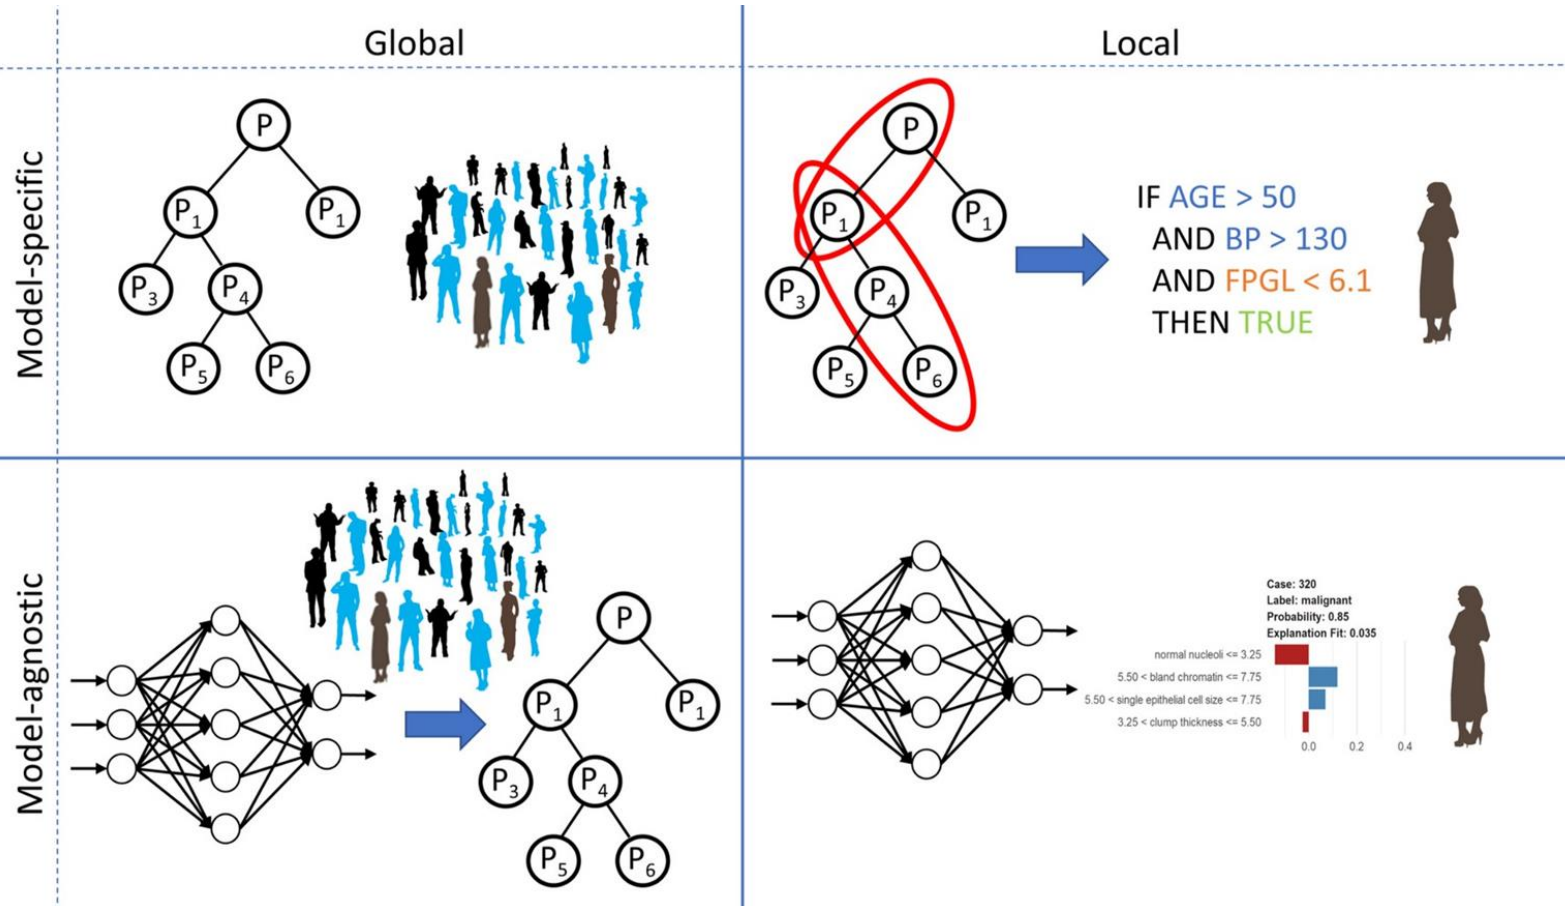 Global
Local
Model-specific
P
P1
P1
P3
P4
P5
P6
P
P1
P1
P3
P4
P5
P6
IF AGE > 50
AND BP > 130
AND FPGL < 6.1
THEN TRUE
Model-agnostic
P
P1
P1
P3
P4
P5
P6
Case: 320
Label: malignant
Probability: 0.85
Explanation Fit: 0.035
normal nucleoli <= 3.25
5.50 < bland chromatin <= 7.75
5.50 < single epithelial cell size <= 7.75
3.25 < clump thickness <= 5.50
0.0 0.2 0.4